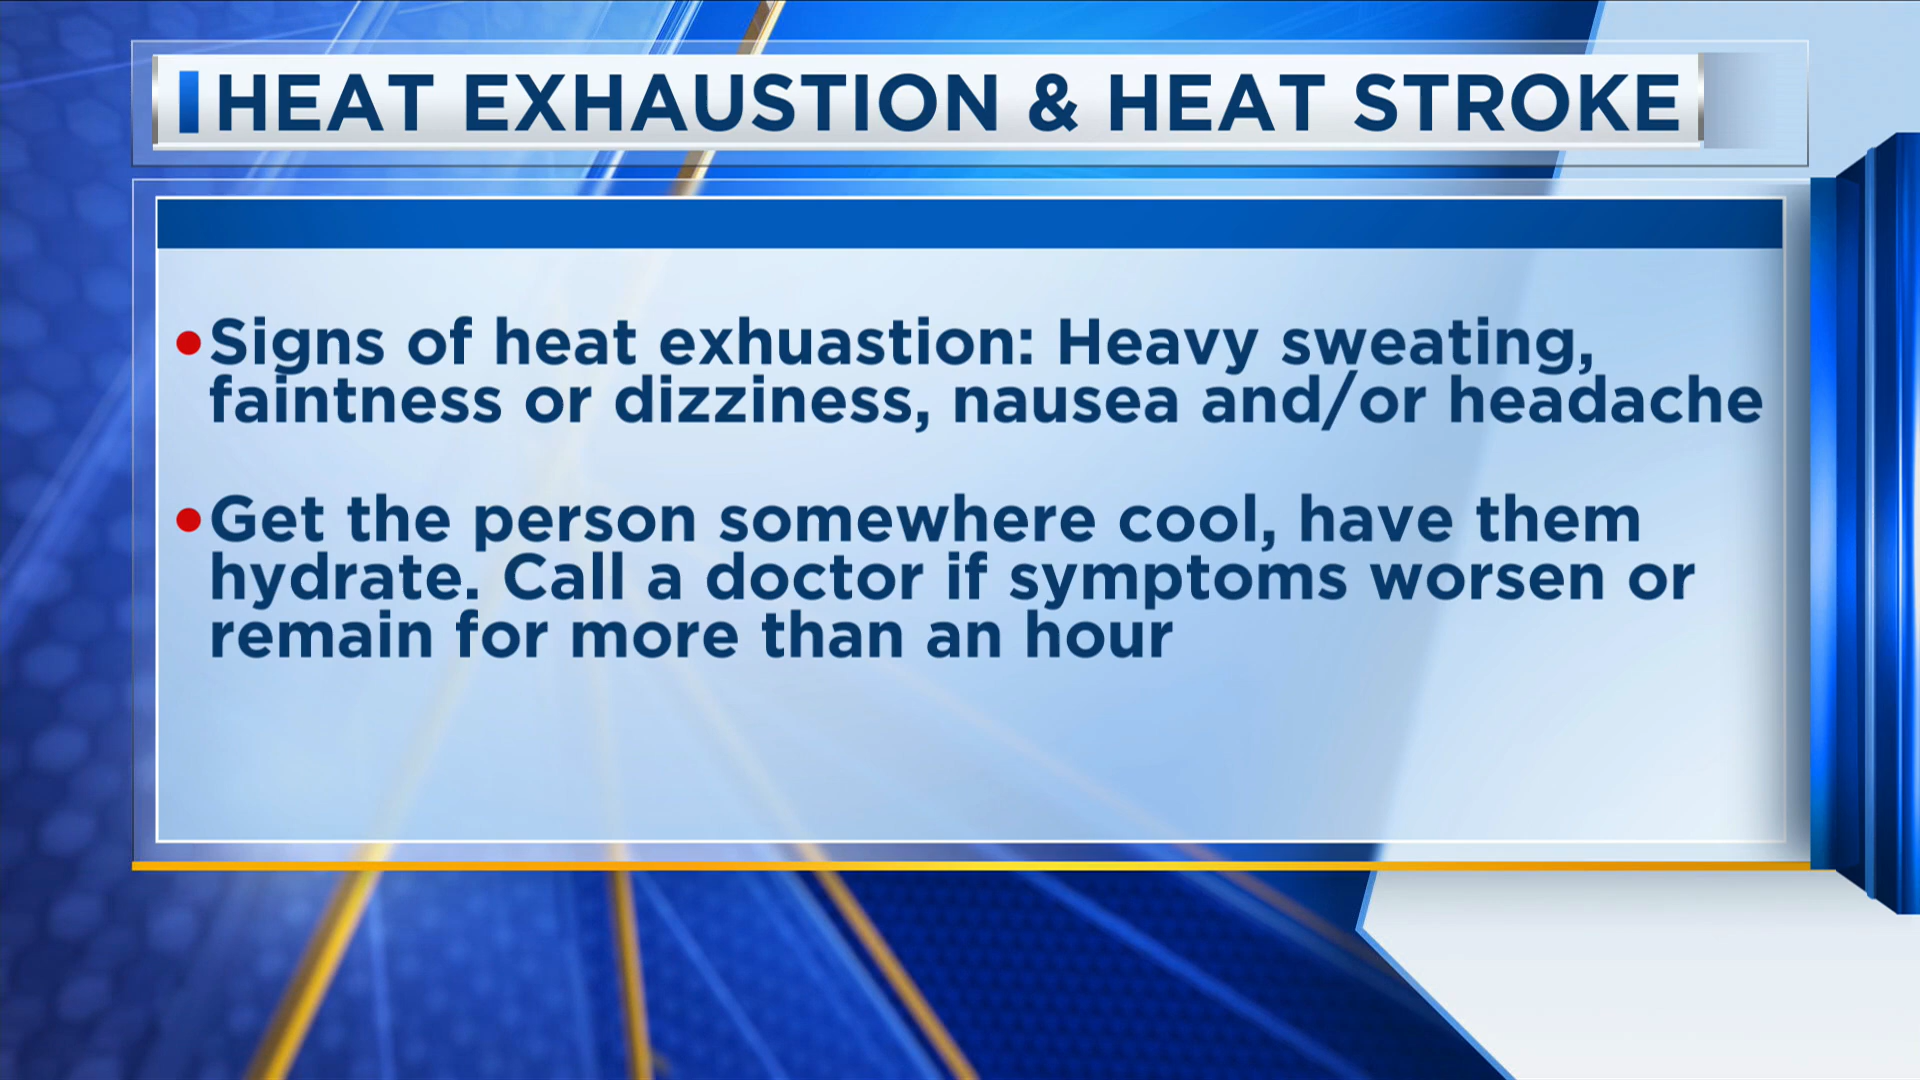 HEAT EXHAUSTION & HEAT STROKE
•Signs of heat exhuastion: Heavy sweating,
faintness or dizziness, nausea and/or headache
•Get the person somewhere cool, have them
hydrate. Call a doctor if symptoms worsen or
remain for more than an hour